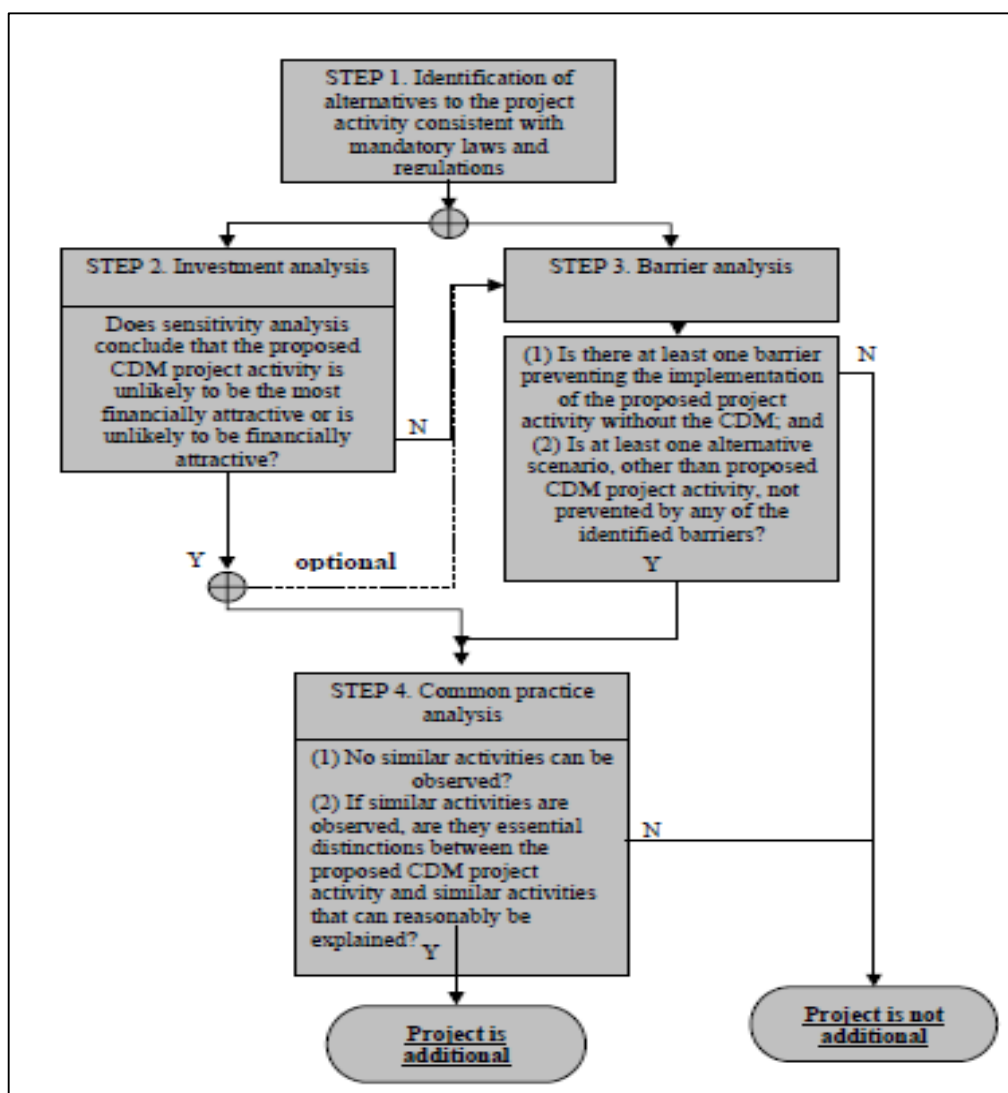 STEP 1. Identification of
alternatives to the project
activity consistent with
mandatory laws and
regulations
STEP 2. Investment analysis
Does sensitivity analysis
conclude that the proposed
CDM project activity is
unlikely to be the most
financially attractive or is
unlikely to be financially
attractive?
N
Y
optional
STEP 3. Barrier analysis
(1) Is there at least one barrier
preventing the implementation
of the proposed project
activity without the CDM; and
(2) Is at least one alternative
scenario, other than proposed
CDM project activity, not
prevented by any of the
identified barriers?
N
Y
STEP 4. Common practice
analysis
(1) No similar activities can be
observed?
(2) If similar activities are
observed, are they essential
distinctions between the
proposed CDM project
activity and similar activities
that can reasonably be
explained?
N
Y
Project is
additional
Project is not
additional